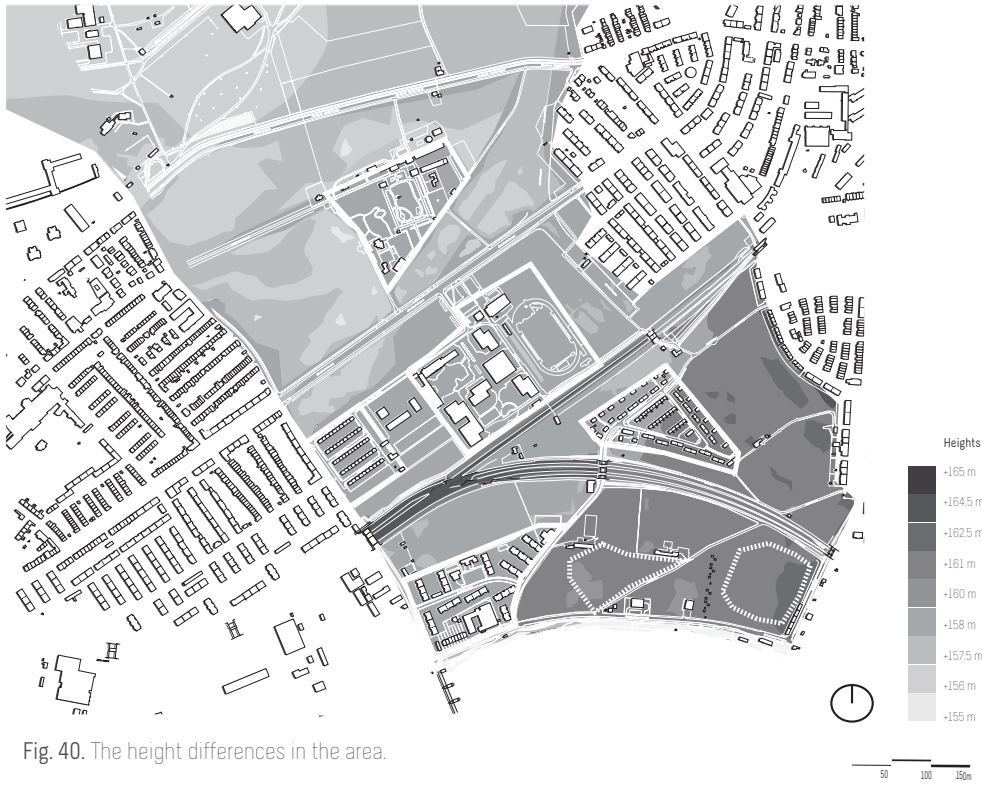 Heights
+165 m
+164.5 m
+162.5 m
+161 m
+160 m
+158 m
+157.5 m
+156 m
+155 m
Fig. 40. The height differences in the area.
50 100 150m